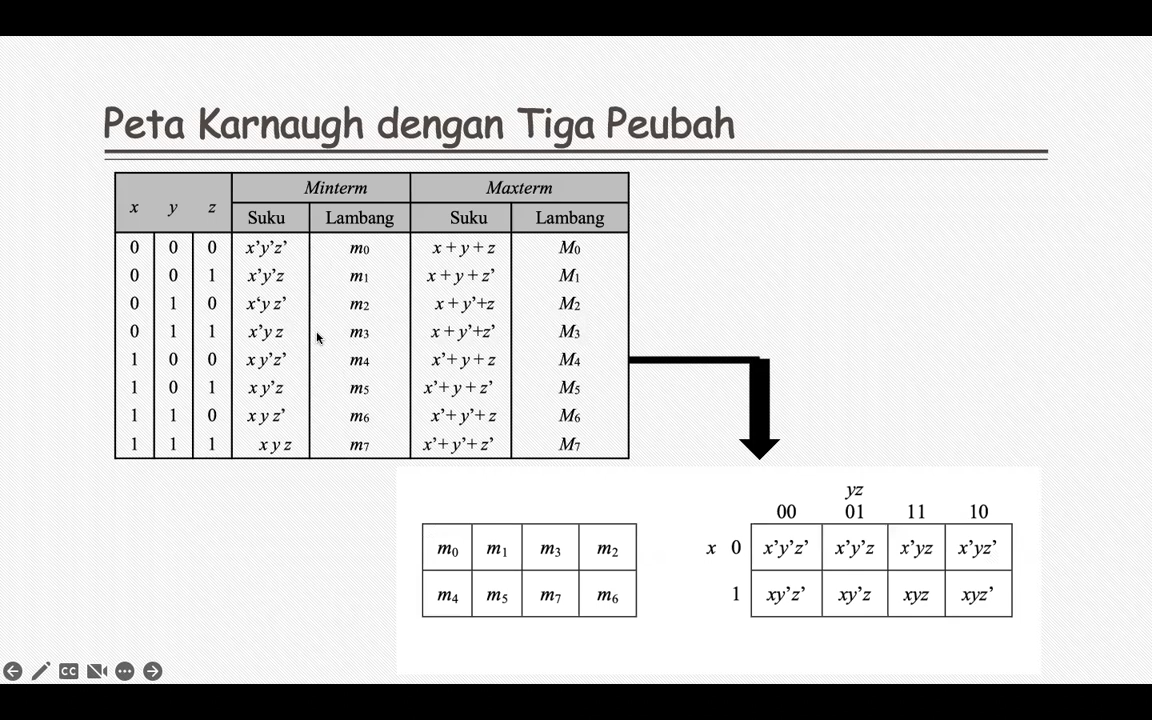 Peta Karnaugh dengan Tiga Peubah
x y z Minterm Maxterm
Suku Lambang Suku Lambang
0 0 0 x’y’z’ m0 x + y + z M0
0 0 1 x’y’z m1 x + y + z’ M1
0 1 0 x‘y z’ m2 x + y’+z M2
0 1 1 x’y z m3 x + y’+z’ M3
1 0 0 x y’z’ m4 x’+ y + z M4
1 0 1 x y’z m5 x’+ y + z’ M5
1 1 0 x y z’ m6 x’+ y’+ z M6
1 1 1 x y z m7 x’+ y’+ z’ M7
m0 m1 m3 m2
m4 m5 m7 m6
yz
00 01 11 10
x 0 x’y’z’ x’y’z x’yz x’yz’
1 xy’z’ xy’z xyz xyz’
CC